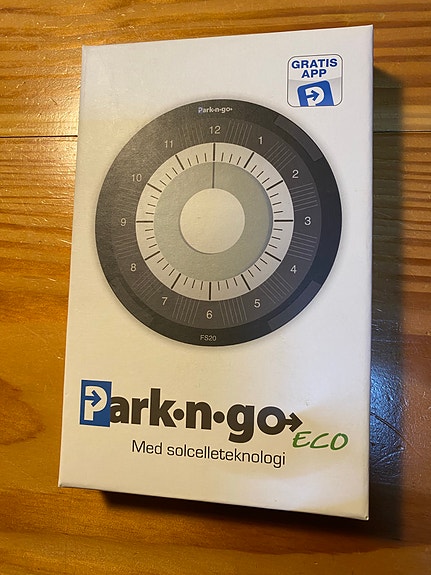 GRATIS
APP
Park-n-go
12
1
2
3
4
5
6
7
8
9
10
11
FS20
Park·n·go
ECO
Med solcelleteknologi